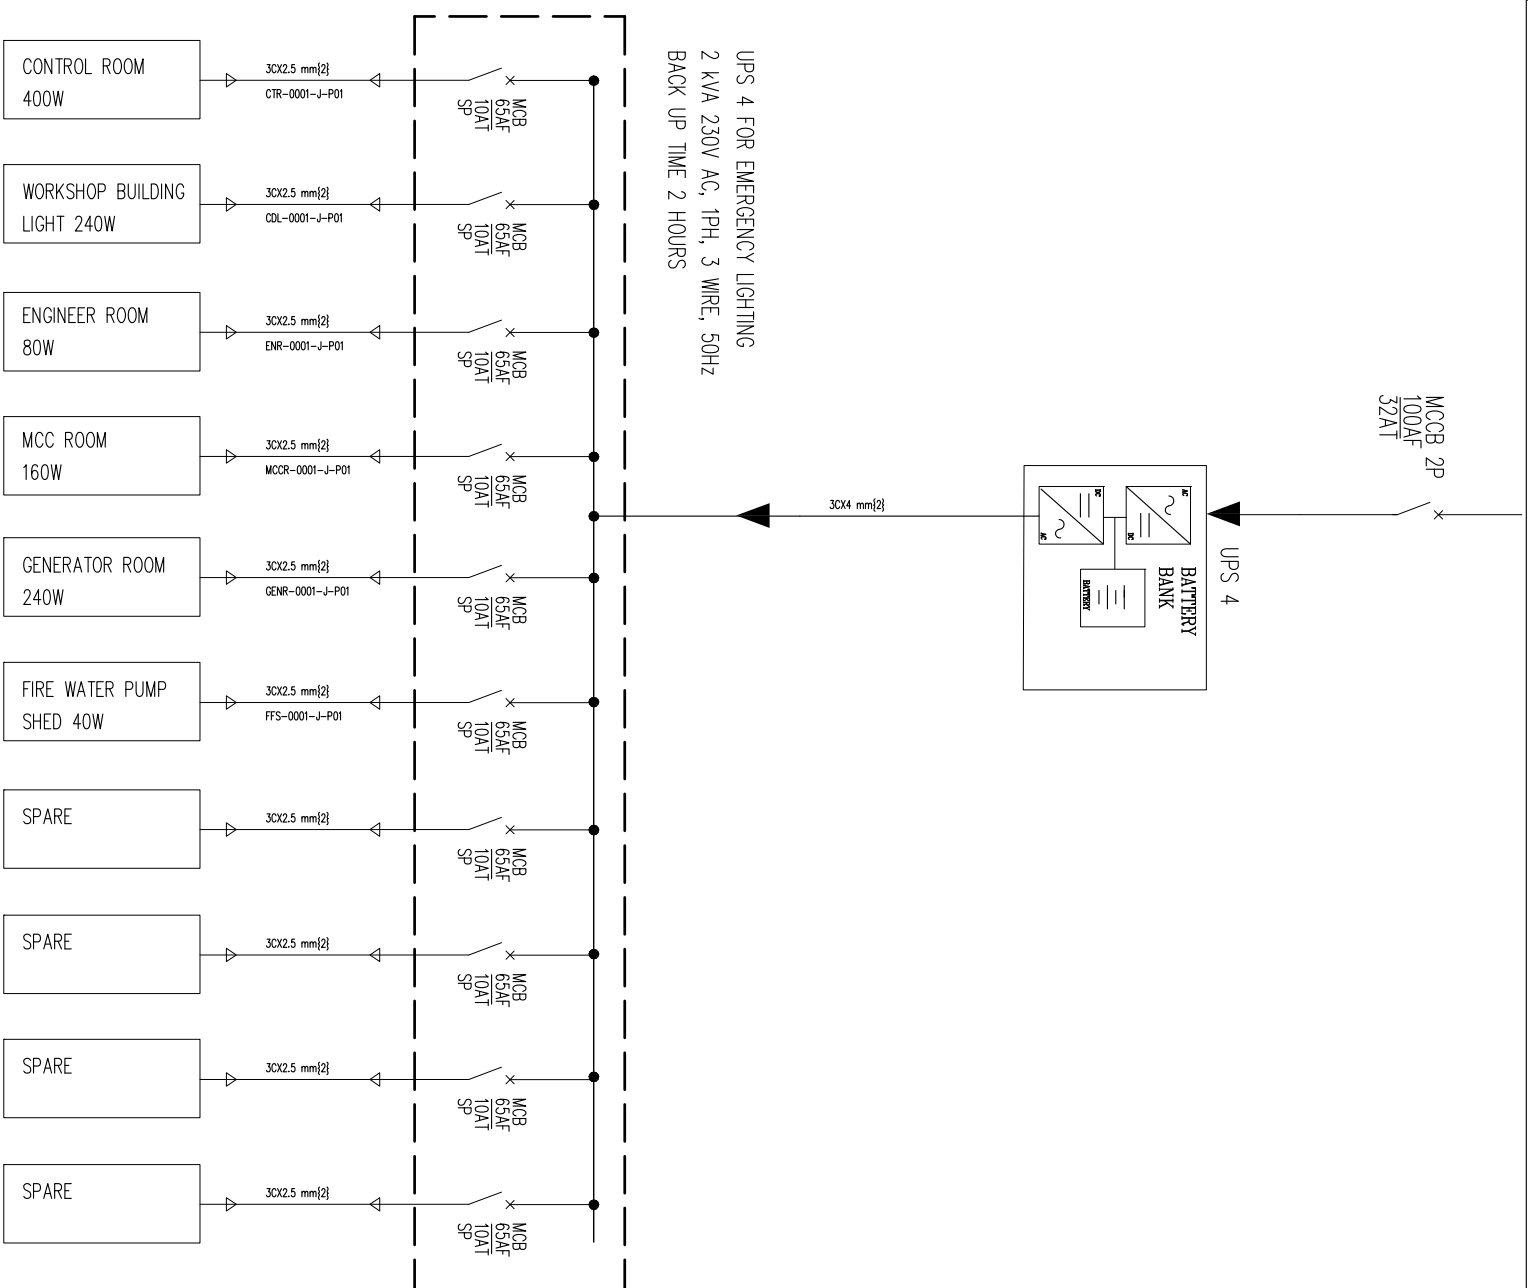 CONTROL ROOM
400W
3CX2.5 mm{2}
CTR-0001-J-P01
MCB
65AF
10AT
SP
WORKSHOP BUILDING
LIGHT 240W
3CX2.5 mm{2}
CDL-0001-J-P01
MCB
65AF
10AT
SP
ENGINEER ROOM
80W
3CX2.5 mm{2}
ENR-0001-J-P01
MCB
65AF
10AT
SP
MCC ROOM
160W
3CX2.5 mm{2}
MCCR-0001-J-P01
MCB
65AF
10AT
SP
GENERATOR ROOM
240W
3CX2.5 mm{2}
GENR-0001-J-P01
MCB
65AF
10AT
SP
FIRE WATER PUMP
SHED 40W
3CX2.5 mm{2}
FFS-0001-J-P01
MCB
65AF
10AT
SP
SPARE
3CX2.5 mm{2}
MCB
65AF
10AT
SP
SPARE
3CX2.5 mm{2}
MCB
65AF
10AT
SP
SPARE
3CX2.5 mm{2}
MCB
65AF
10AT
SP
SPARE
3CX2.5 mm{2}
MCB
65AF
10AT
SP
UPS 4 FOR EMERGENCY LIGHTING
2 kVA 230V AC, 1PH, 3 WIRE, 50Hz
BACK UP TIME 2 HOURS
3CX4 mm{2}
MCCB 2P
100AF
32AT
UPS 4
BATTERY
BANK
AC
DC
DC
AC
BATTERY